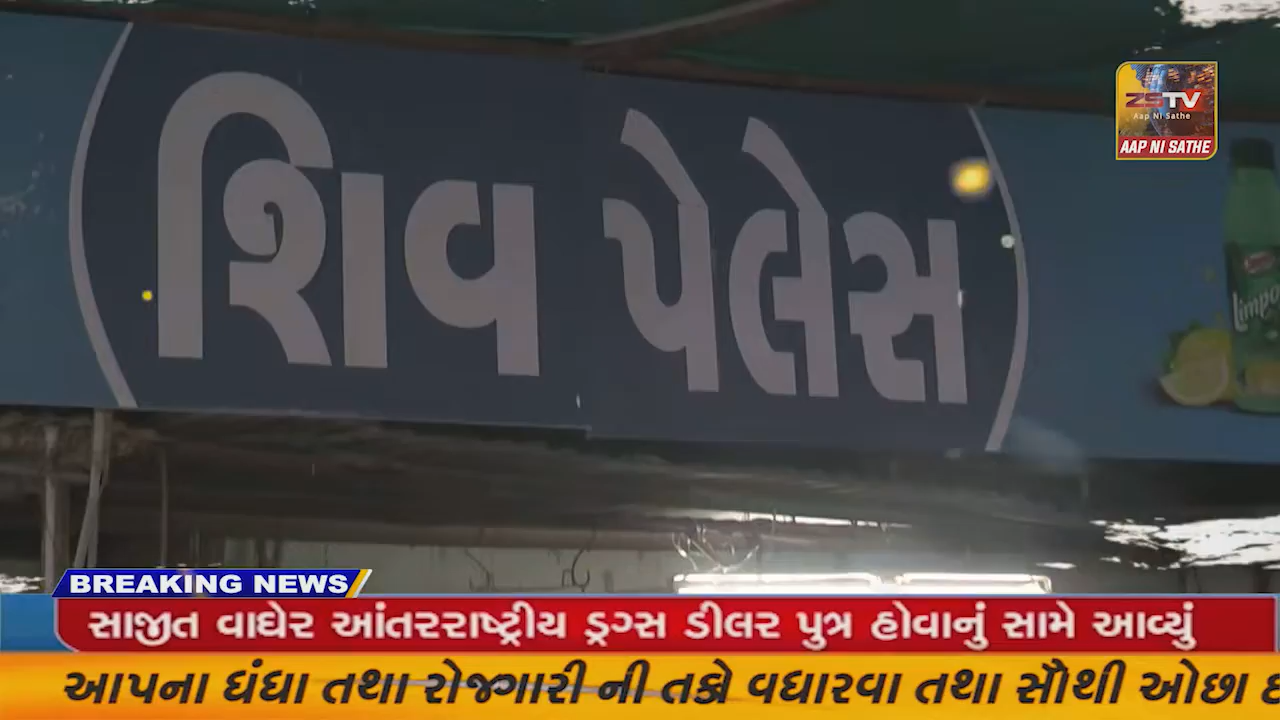 શિવ પેલેસ
ZSTV
Aap Ni Sathe
AAP NI SATHE
BREAKING NEWS
સાજીત વાઘેર આંતરરાષ્ટ્રીય ડ્રગ્સ ડીલર પુત્ર હોવાનું સામે આવ્યું
આપના ધંધા તથા રોજગારી ની તકો વધારવા તથા સૌથી ઓછા